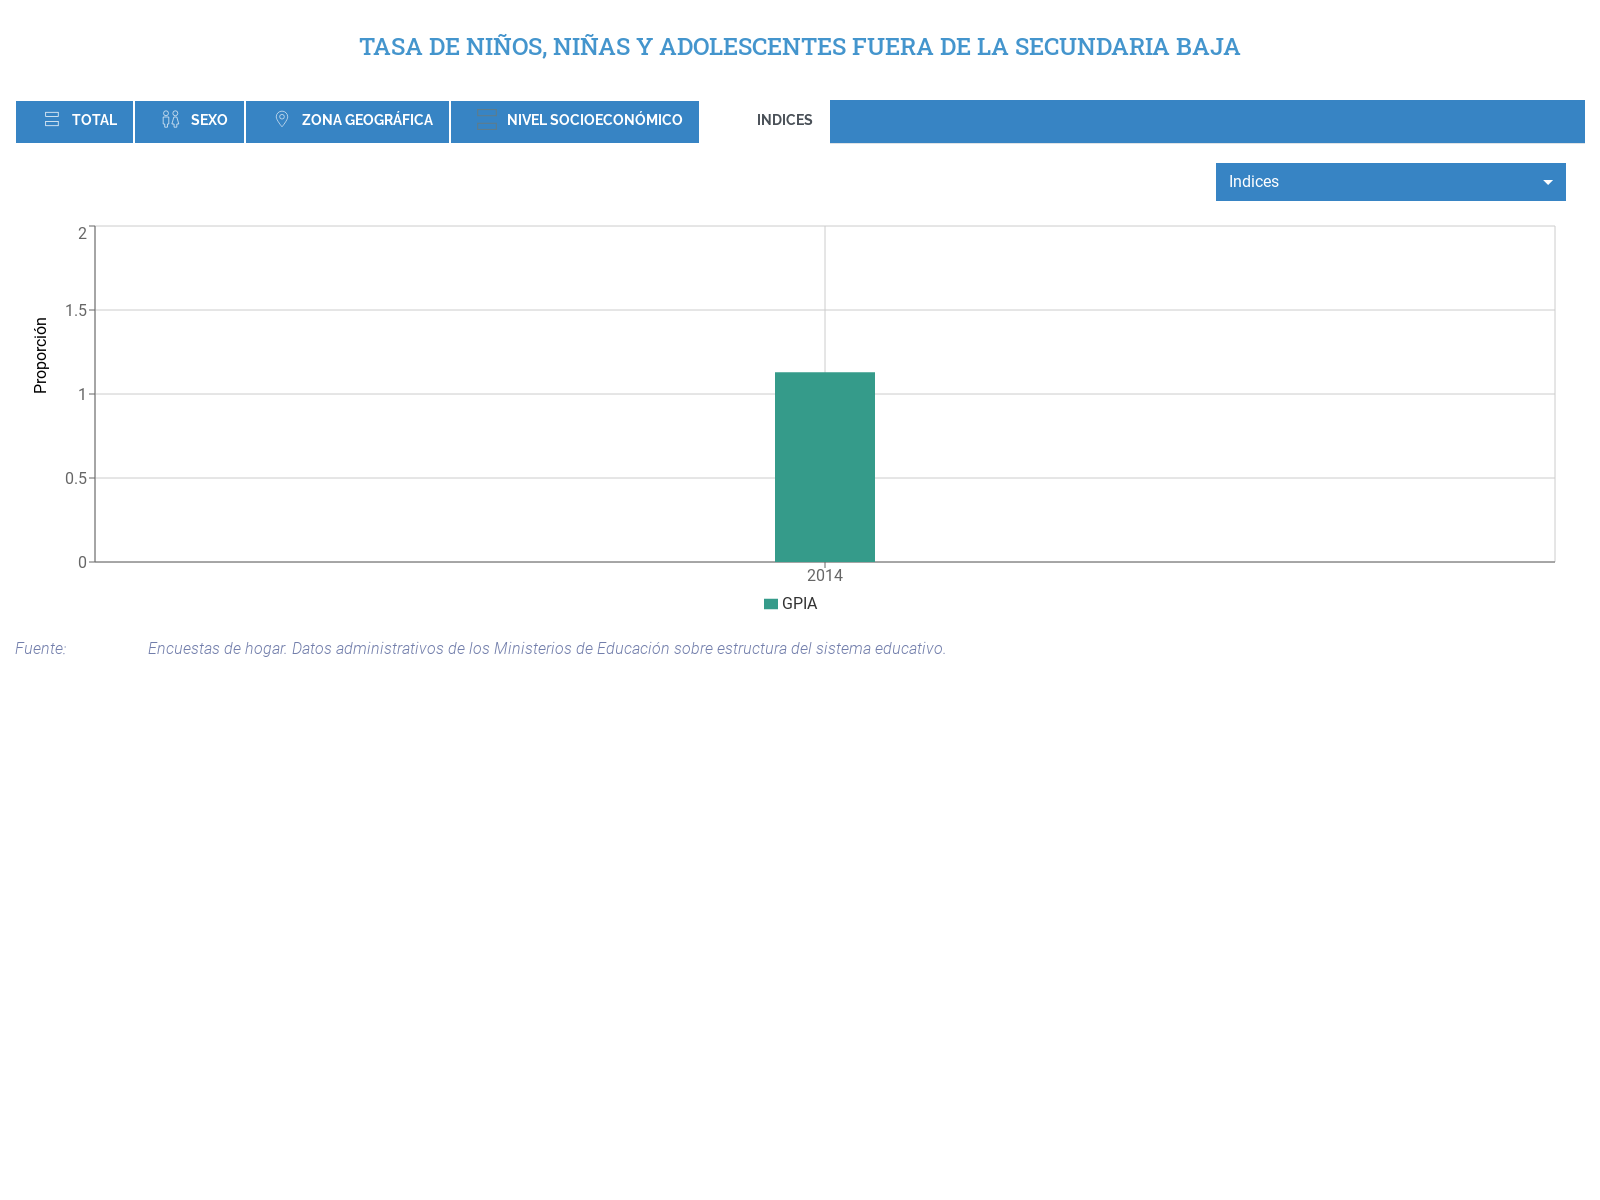 TASA DE NIÑOS, NIÑAS Y ADOLESCENTES FUERA DE LA SECUNDARIA BAJA
TOTAL SEXO ZONA GEOGRÁFICA NIVEL SOCIOECONÓMICO INDICES
Indices
2
1.5
1
0.5
0
Proporción
2014
GPIA
Fuente: Encuestas de hogar. Datos administrativos de los Ministerios de Educación sobre estructura del sistema educativo.